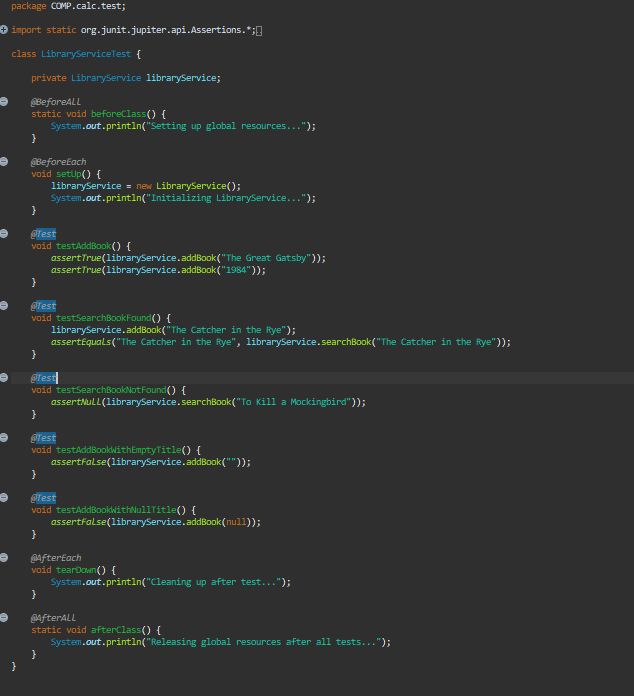 package COMP.calc.test;
import static org.junit.jupiter.api.Assertions.*;
class LibraryServiceTest {
private LibraryService libraryService;
@BeforeAll
static void beforeClass() {
System.out.println("Setting up global resources...");
}
@BeforeEach
void setUp() {
libraryService = new LibraryService();
System.out.println("Initializing LibraryService...");
}
@Test
void testAddBook() {
assertTrue(libraryService.addBook("The Great Gatsby"));
assertTrue(libraryService.addBook("1984"));
}
@Test
void testSearchBookFound() {
libraryService.addBook("The Catcher in the Rye");
assertEquals("The Catcher in the Rye", libraryService.searchBook("The Catcher in the Rye"));
}
@Test
void testSearchBookNotFound() {
assertNull(libraryService.searchBook("To Kill a Mockingbird"));
}
@Test
void testAddBookWithEmptyTitle() {
assertFalse(libraryService.addBook(""));
}
@Test
void testAddBookWithNullTitle() {
assertFalse(libraryService.addBook(null));
}
@AfterEach
void tearDown() {
System.out.println("Cleaning up after test...");
}
@AfterAll
static void afterClass() {
System.out.println("Releasing global resources after all tests...");
}
}